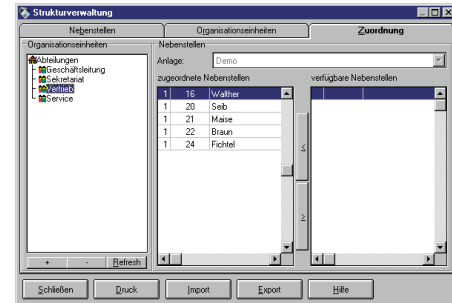 Strukturverwaltung
Nebenstellen
Organisationseinheiten
Zuordnung
Organisationseinheiten
Abteilungen
Geschäftsleitung
Sekretariat
Vertrieb
Service
+ - Refresh
Nebenstellen
Anlage: Demo
zugeordnete Nebenstellen
1 16 Walther
1 20 Seib
1 21 Maise
1 22 Braun
1 24 Fichtel
<
>
verfügbare Nebenstellen
Schließen
Druck
Import
Export
Hilfe